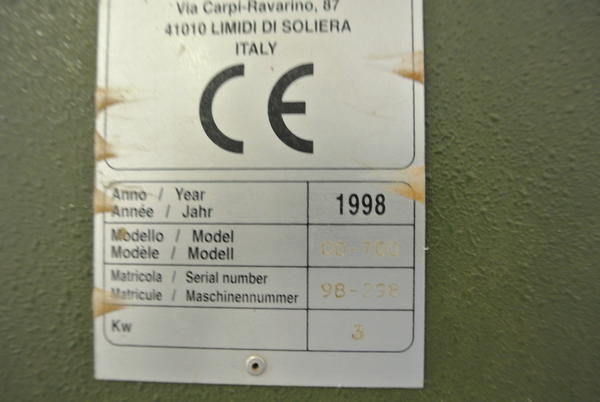 Via Carpi-Ravarino, 87
41010 LIMIDI DI SOLIERA
ITALY
CE
Anno / Year
Année / Jahr
1998
Modello / Model
Modèle / Modell
Matricola / Serial number
Matricule / Maschinennummer
98-298
Kw
3